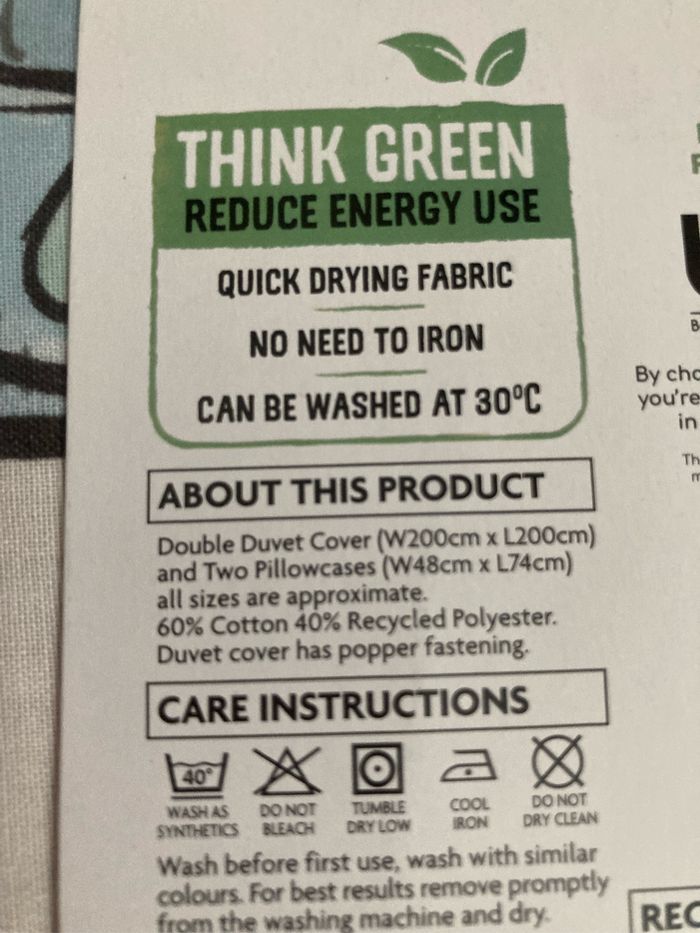 THINK GREEN
REDUCE ENERGY USE
QUICK DRYING FABRIC
NO NEED TO IRON
CAN BE WASHED AT 30ºC
ABOUT THIS PRODUCT
Double Duvet Cover (W200cm x L200cm)
and Two Pillowcases (W48cm x L74cm)
all sizes are approximate.
60% Cotton 40% Recycled Polyester.
Duvet cover has popper fastening.
CARE INSTRUCTIONS
40°
WASH AS
SYNTHETICS
DO NOT
BLEACH
TUMBLE
DRY LOW
COOL
IRON
DO NOT
DRY CLEAN
Wash before first use, wash with similar
colours. For best results remove promptly
from the washing machine and dry.
By
you're
in